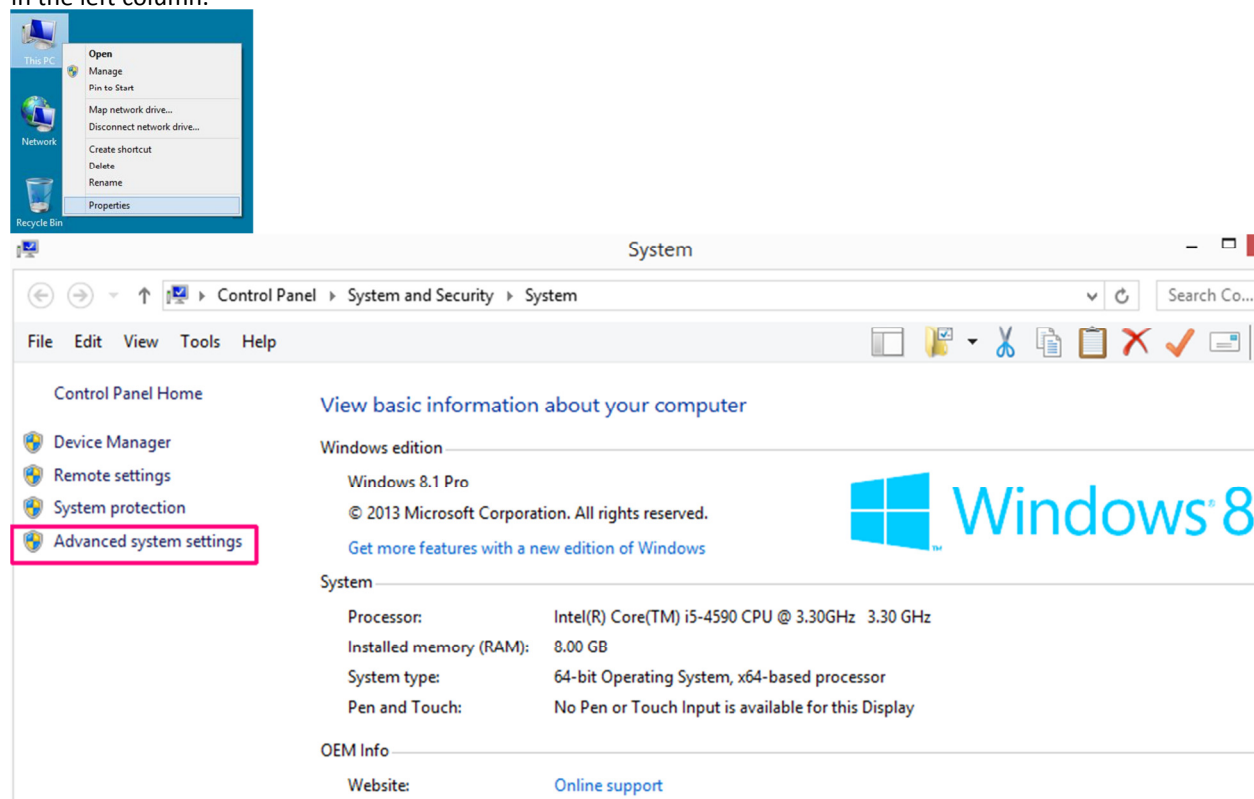 in the left column.
This PC
Open
Manage
Pin to Start
Map network drive...
Disconnect network drive...
Network
Create shortcut
Delete
Rename
Properties
Recycle Bin
System
Control Panel System and Security System
Search Co...
File Edit View Tools Help
Control Panel Home
View basic information about your computer
Device Manager
Windows edition
Remote settings
Windows 8.1 Pro
System protection
© 2013 Microsoft Corporation. All rights reserved.
Windows 8
Advanced system settings
Get more features with a new edition of Windows
TM
System
Processor: Intel(R) Core(TM) i5-4590 CPU @ 3.30GHz 3.30 GHz
Installed memory (RAM): 8.00 GB
System type: 64-bit Operating System, x64-based processor
Pen and Touch: No Pen or Touch Input is available for this Display
OEM Info
Website: Online support